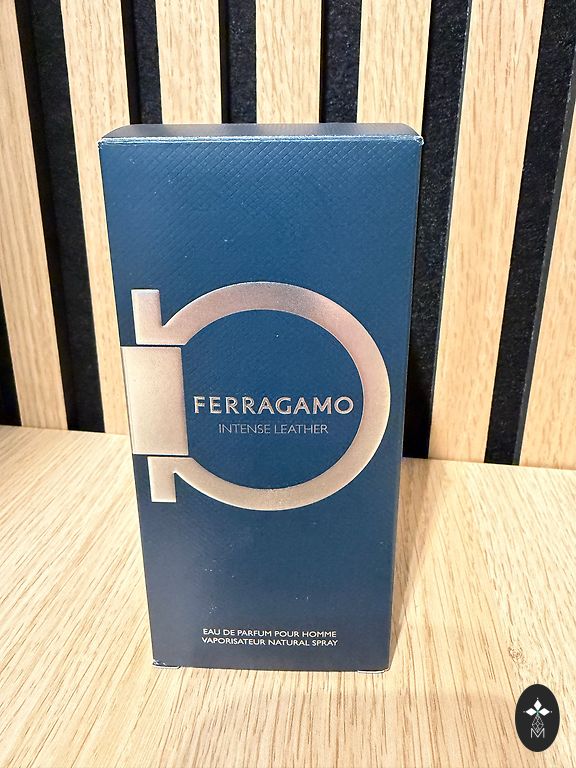 FERRAGAMO
INTENSE LEATHER
EAU DE PARFUM POUR HOMME
VAPORISATEUR NATURAL SPRAY
M